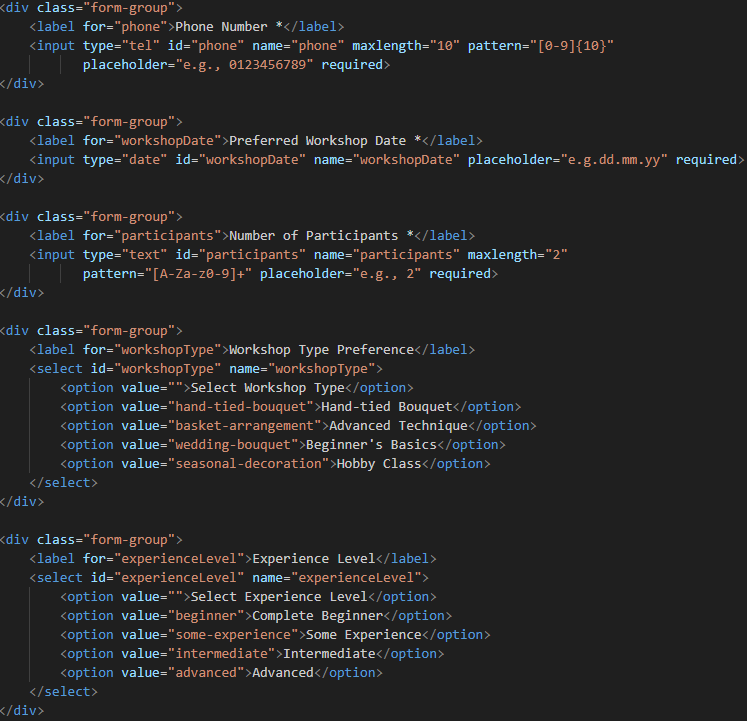 <div class="form-group">
    <label for="phone">Phone Number *</label>
    <input type="tel" id="phone" name="phone" maxlength="10" pattern="[0-9]{10}"
           placeholder="e.g., 0123456789" required>
</div>

<div class="form-group">
    <label for="workshopDate">Preferred Workshop Date *</label>
    <input type="date" id="workshopDate" name="workshopDate" placeholder="e.g.dd.mm.yy" required>
</div>

<div class="form-group">
    <label for="participants">Number of Participants *</label>
    <input type="text" id="participants" name="participants" maxlength="2"
           pattern="[A-Za-z0-9]+" placeholder="e.g., 2" required>
</div>

<div class="form-group">
    <label for="workshopType">Workshop Type Preference</label>
    <select id="workshopType" name="workshopType">
        <option value="">Select Workshop Type</option>
        <option value="hand-tied-bouquet">Hand-tied Bouquet</option>
        <option value="basket-arrangement">Advanced Technique</option>
        <option value="wedding-bouquet">Beginner's Basics</option>
        <option value="seasonal-decoration">Hobby Class</option>
    </select>
</div>

<div class="form-group">
    <label for="experienceLevel">Experience Level</label>
    <select id="experienceLevel" name="experienceLevel">
        <option value="">Select Experience Level</option>
        <option value="beginner">Complete Beginner</option>
        <option value="some-experience">Some Experience</option>
        <option value="intermediate">Intermediate</option>
        <option value="advanced">Advanced</option>
    </select>
</div>